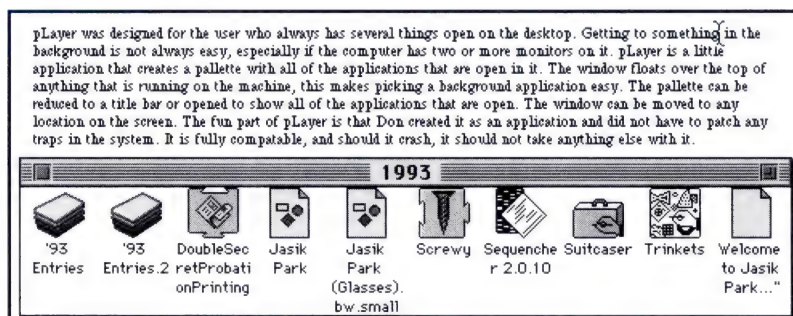 pLayer was designed for the user who always has several things open on the desktop. Getting to something in the
background is not always easy, especially if the computer has two or more monitors on it. pLayer is a little
application that creates a pallette with all of the applications that are open in it. The window floats over the top of
anything that is running on the machine, this makes picking a background application easy. The pallette can be
reduced to a title bar or opened to show all of the applications that are open. The window can be moved to any
location on the screen. The fun part of pLayer is that Don created it as an application and did not have to patch any
traps in the system. It is fully compatable, and should it crash, it should not take anything else with it.
1993
'93 Entries
'93 Entries.2
DoubleSec retProbati onPrinting
Jasik Park
Jasik Park (Glasses). bw.small
Screwy
Sequenche r 2.0.10
Suitcaser
Trinkets
Welcome to Jasik Park..."